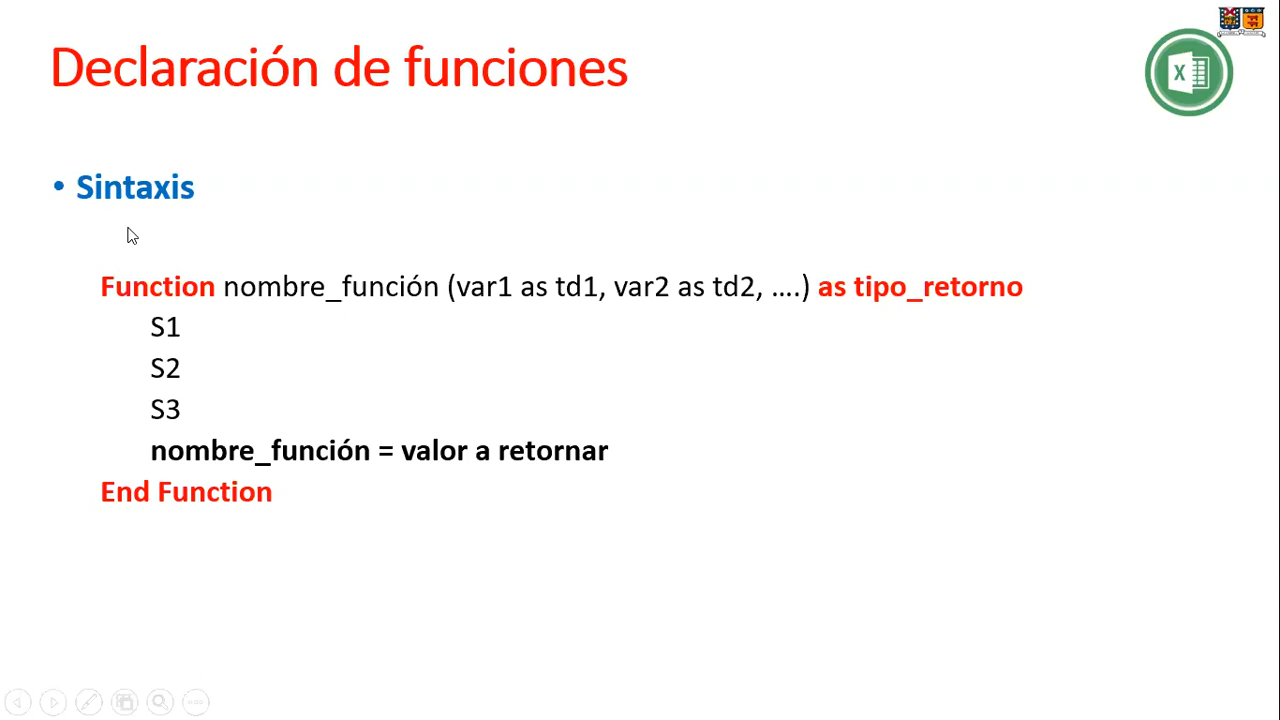 Declaración de funciones
• Sintaxis
Function nombre_función (var1 as td1, var2 as td2, ....) as tipo_retorno
S1
S2
S3
nombre_función = valor a retornar
End Function